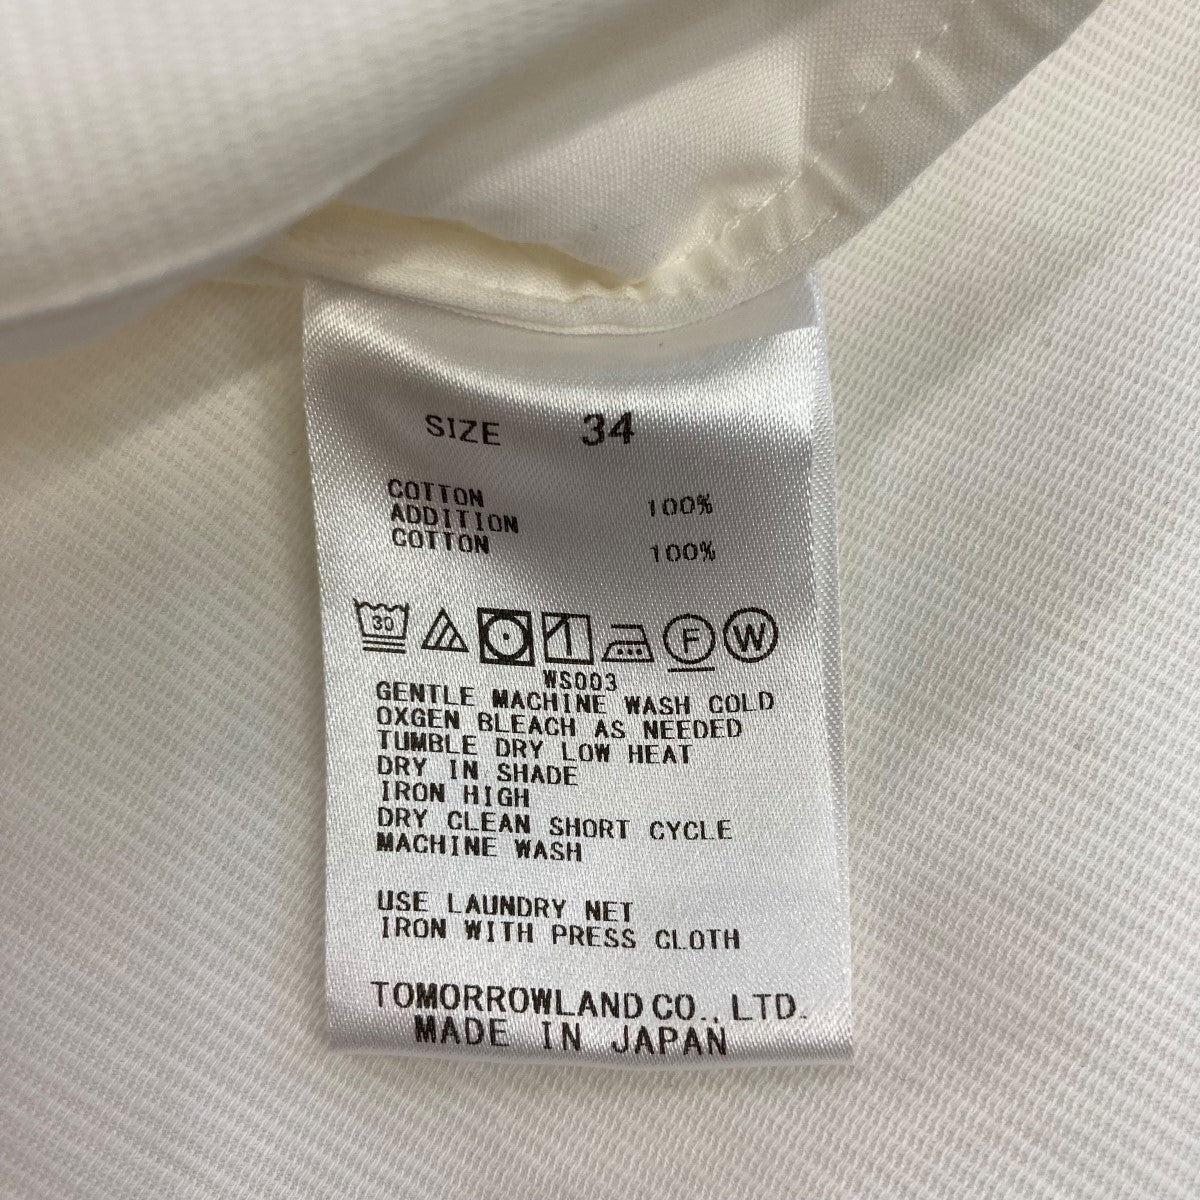 SIZE 34
COTTON 100%
ADDITION
COTTON 100%
30 F W
WS003
GENTLE MACHINE WASH COLD
OXGEN BLEACH AS NEEDED
TUMBLE DRY LOW HEAT
DRY IN SHADE
IRON HIGH
DRY CLEAN SHORT CYCLE
MACHINE WASH
USE LAUNDRY NET
IRON WITH PRESS CLOTH
TOMORROWLAND CO., LTD.
MADE IN JAPAN